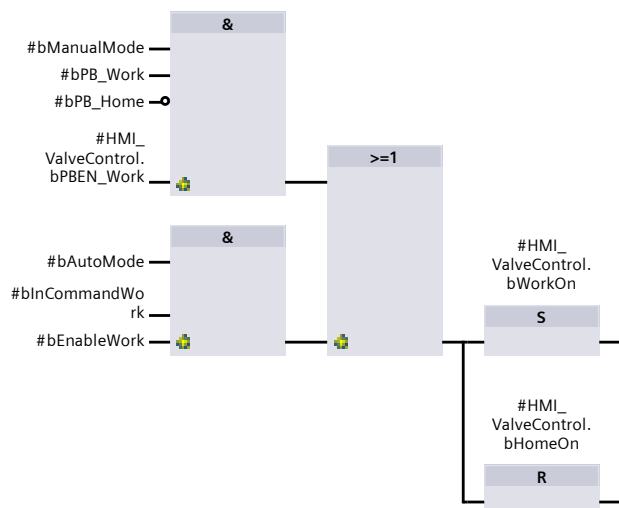 &
#bManualMode
#bPB_Work
#bPB_Home
#HMI_
ValveControl.
bPBEN_Work
>=1
&
#bAutoMode
#bInCommandWo
rk
#bEnableWork
#HMI_
ValveControl.
bWorkOn
S
#HMI_
ValveControl.
bHomeOn
R